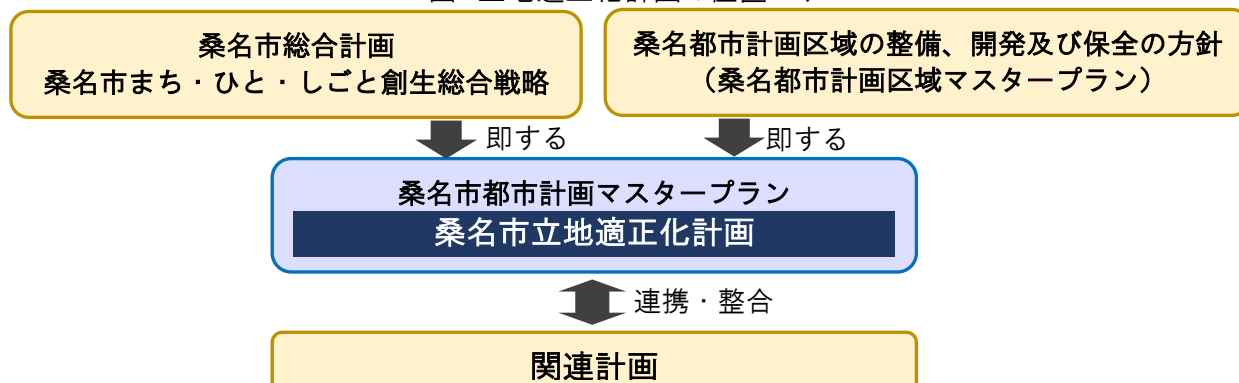 桑名市総合計画
桑名市まち・ひと・しごと創生総合戦略
桑名都市計画区域の整備、開発及び保全の方針
（桑名都市計画区域マスタープラン）
即する
即する
桑名市都市計画マスタープラン
桑名市立地適正化計画
連携・整合
関連計画